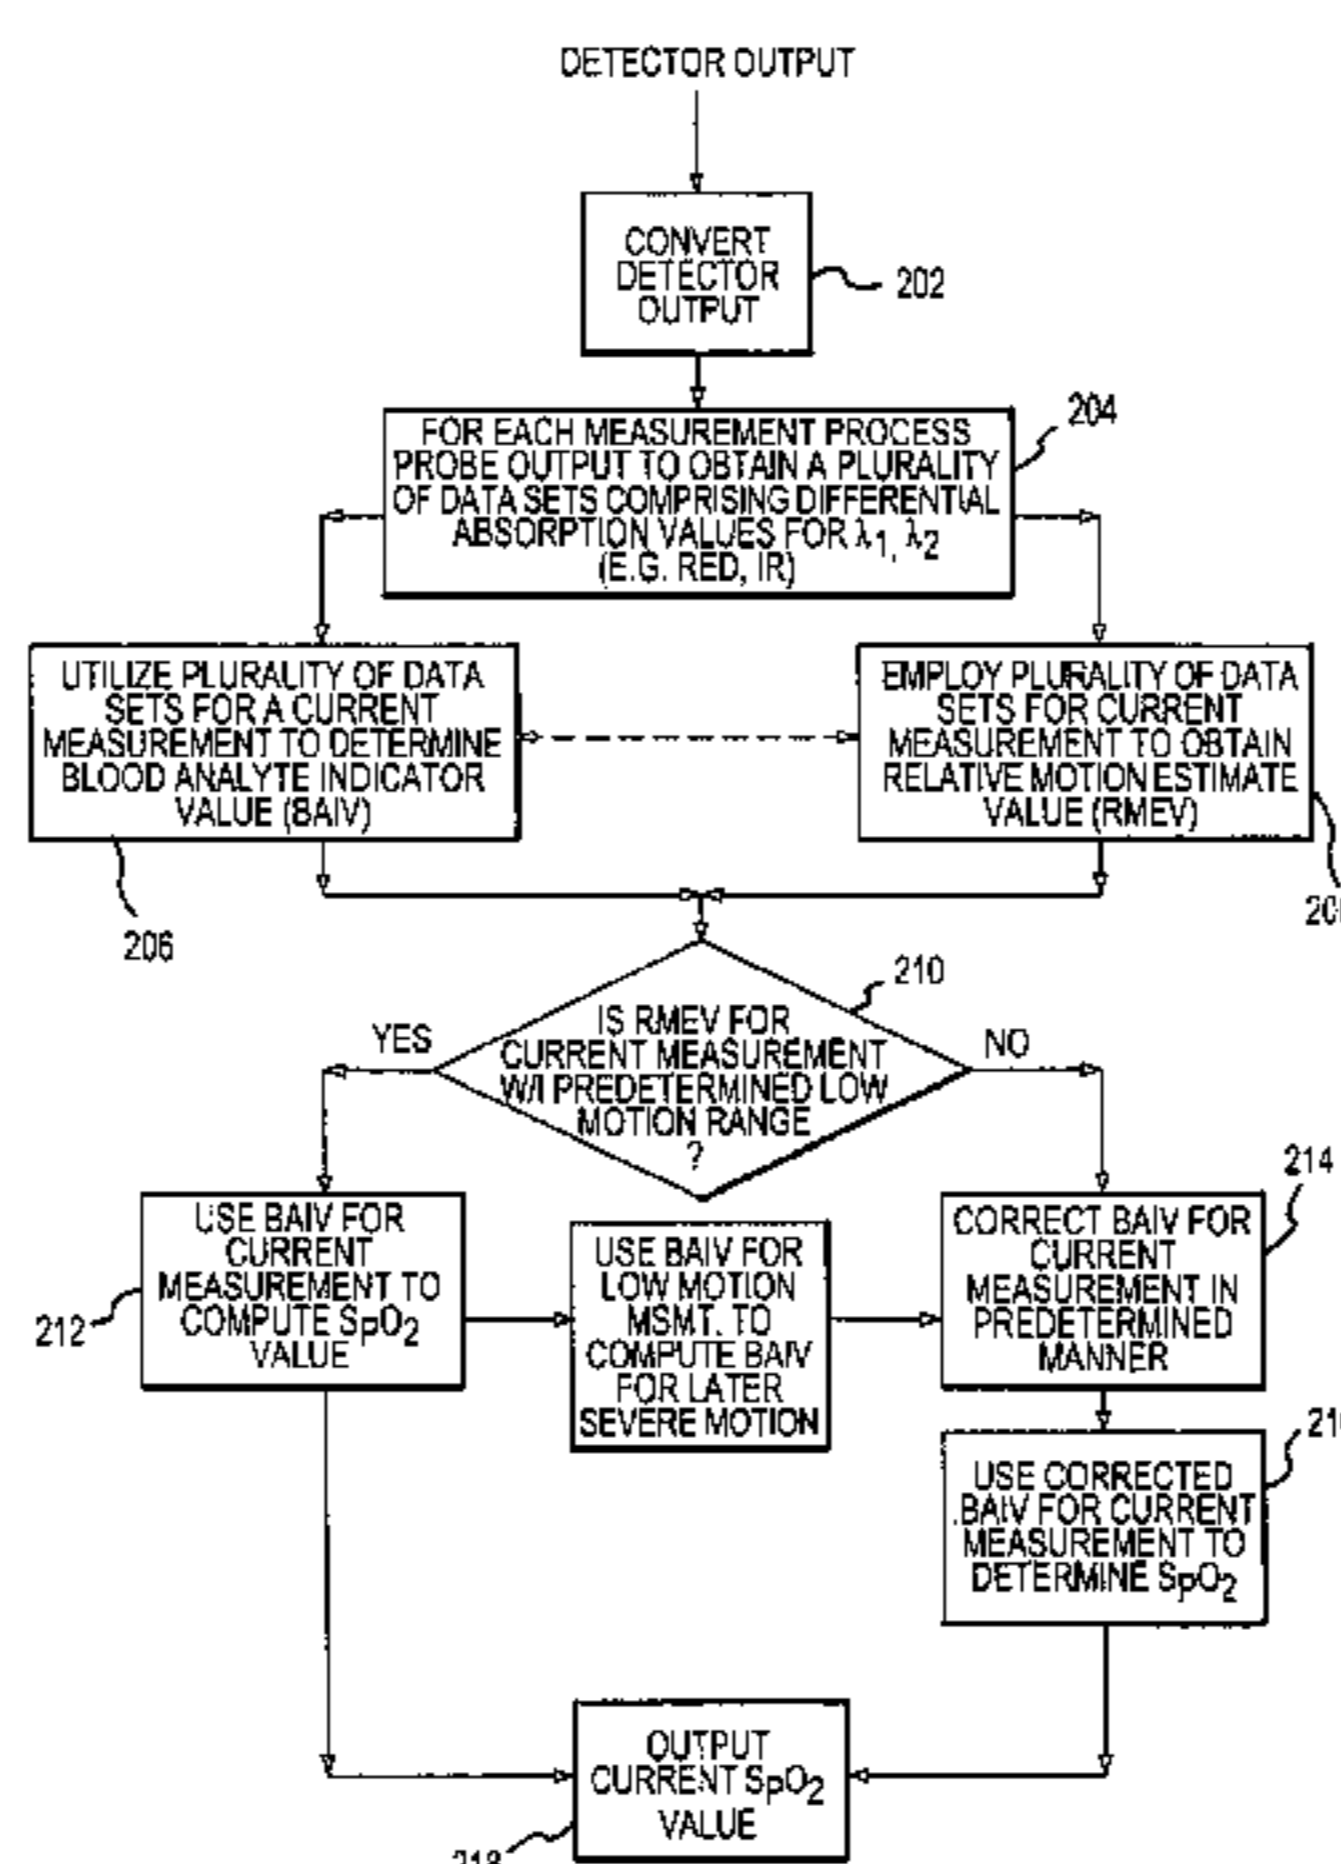 DETECTOR OUTPUT
CONVERT
DETECTOR
OUTPUT
202
FOR EACH MEASUREMENT PROCESS
PROBE OUTPUT TO OBTAIN A PLURALITY
OF DATA SETS COMPRISING DIFFERENTIAL
ABSORPTION VALUES FOR λ1, λ2
(E.G. RED, IR)
204
UTILIZE PLURALITY OF DATA
SETS FOR A CURRENT
MEASUREMENT TO DETERMINE
BLOOD ANALYTE INDICATOR
VALUE (BAIV)
206
EMPLOY PLURALITY OF DATA
SETS FOR CURRENT
MEASUREMENT TO OBTAIN
RELATIVE MOTION ESTIMATE
VALUE (RMEV)
IS RMEV FOR
CURRENT MEASUREMENT
W/I PREDETERMINED LOW
MOTION RANGE
?
210
YES
NO
USE BAIV FOR
CURRENT
MEASUREMENT TO
COMPUTE SpO2
VALUE
212
USE BAIV FOR
LOW MOTION
MSMT. TO
COMPUTE BAIV
FOR LATER
SEVERE MOTION
CORRECT BAIV FOR
CURRENT
MEASUREMENT IN
PREDETERMINED
MANNER
214
USE CORRECTED
BAIV FOR CURRENT
MEASUREMENT TO
DETERMINE SpO2
OUTPUT
CURRENT SpO2
VALUE
218